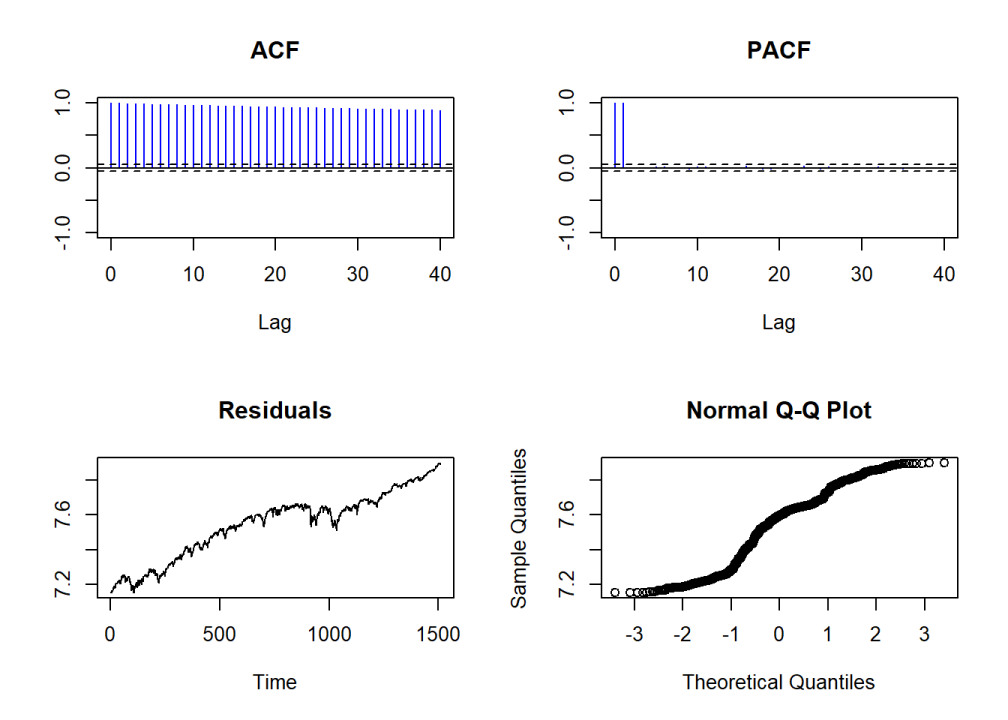 ACF
1.0
0.0
-1.0
0 10 20 30 40
Lag
PACF
1.0
0.0
-1.0
0 10 20 30 40
Lag
Residuals
7.6
7.2
0 500 1000 1500
Time
Normal Q-Q Plot
Sample Quantiles
7.6
7.2
-3 -2 -1 0 1 2 3
Theoretical Quantiles